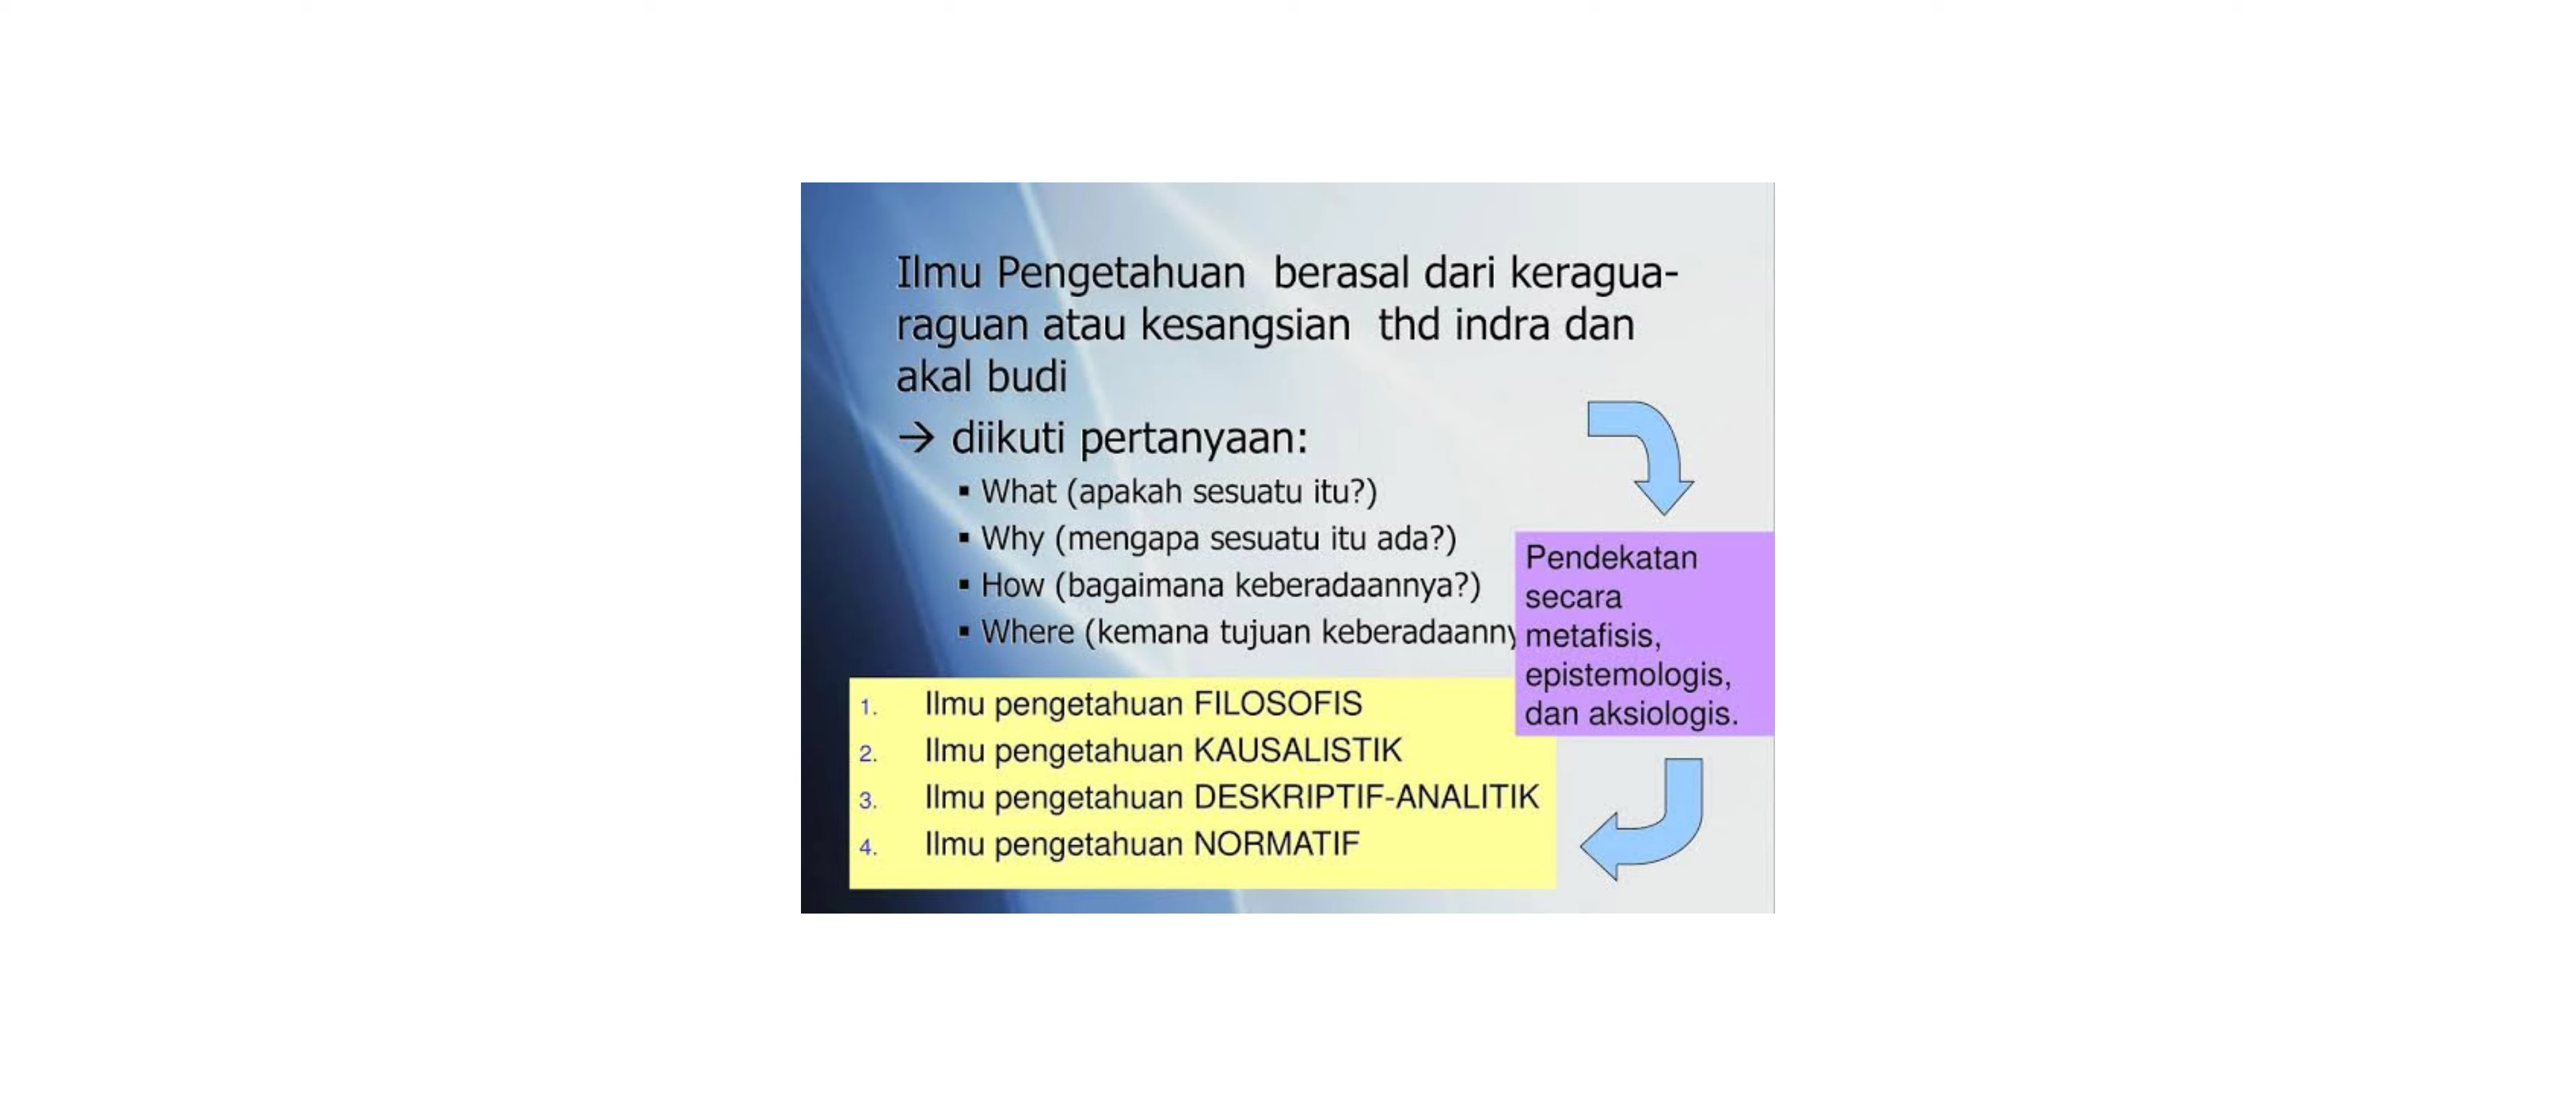 Ilmu Pengetahuan berasal dari keragua-
raguan atau kesangsian thd indra dan
akal budi
→ diikuti pertanyaan:
▪ What (apakah sesuatu itu?)
▪ Why (mengapa sesuatu itu ada?)
▪ How (bagaimana keberadaannya?)
▪ Where (kemana tujuan keberadaanny
Pendekatan
secara
metafisis,
epistemologis,
dan aksiologis.
1. Ilmu pengetahuan FILOSOFIS
2. Ilmu pengetahuan KAUSALISTIK
3. Ilmu pengetahuan DESKRIPTIF-ANALITIK
4. Ilmu pengetahuan NORMATIF